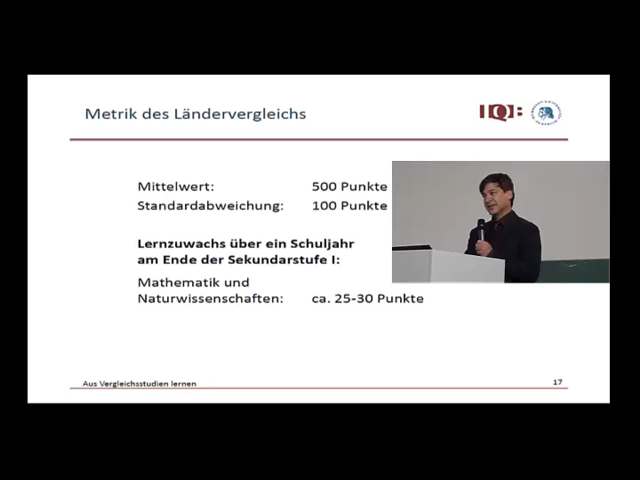 Metrik des Ländervergleichs
IQB
Mittelwert: 500 Punkte
Standardabweichung: 100 Punkte
Lernzuwachs über ein Schuljahr
am Ende der Sekundarstufe I:
Mathematik und
Naturwissenschaften: ca. 25-30 Punkte
Aus Vergleichsstudien lernen 17